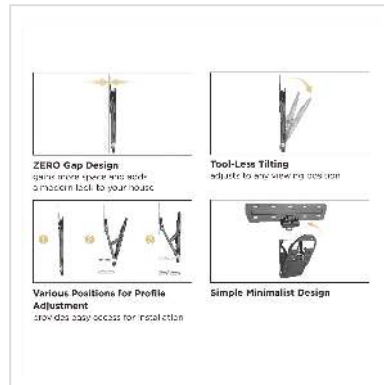 ZERO Gap Design
gains more space and adds
a modern look to your house
Tool-Less Tilting
adjusts to any viewing position
Various Positions for Profile
Adjustment
provides easy access for installation
Simple Minimalist Design